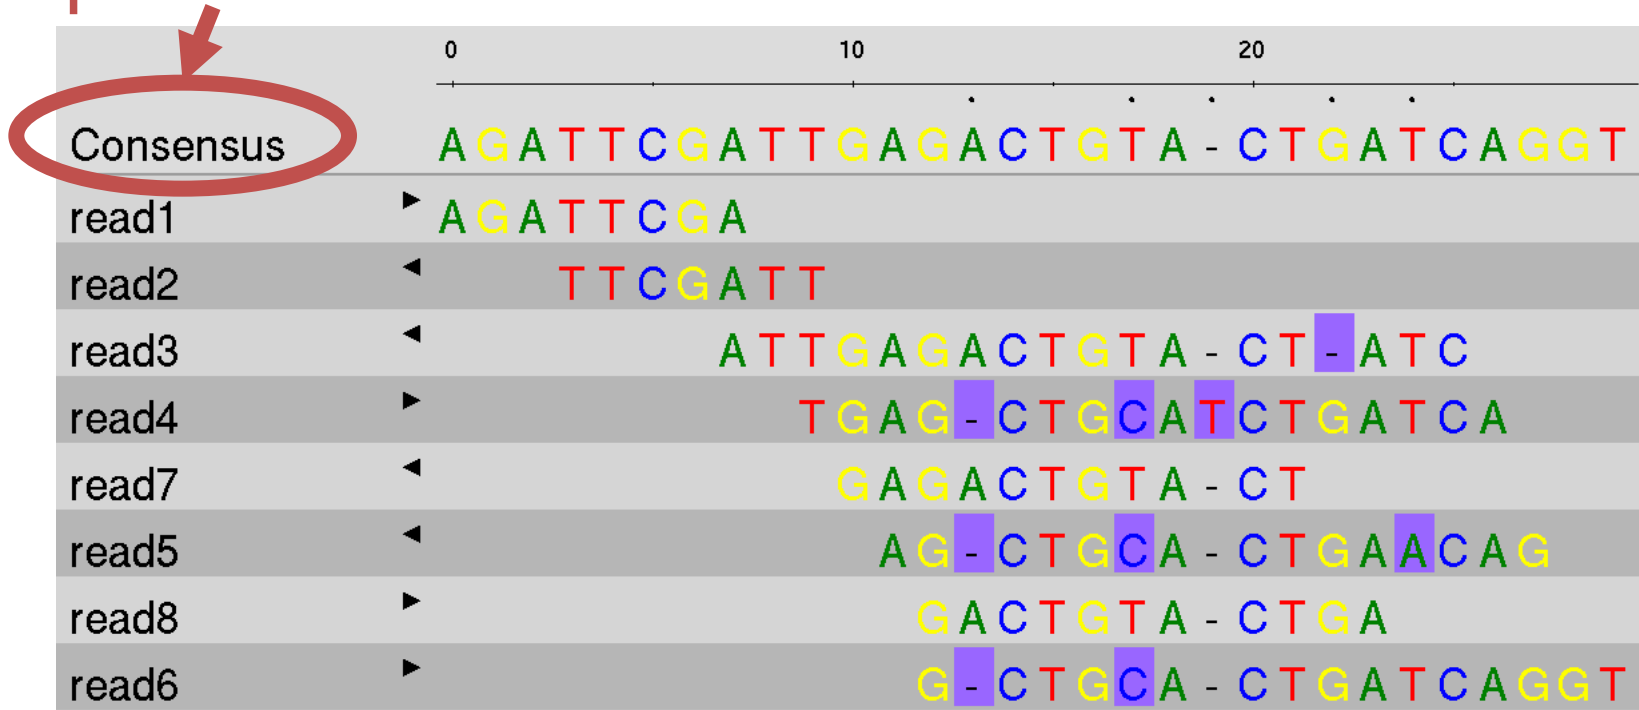 0 10 20
Consensus AGATTCGATTGAGACTGTA-CTGATCAGGT
read1 AGATTCGA
read2 TTCGATT
read3 ATTGAGACTGTA-CT-ATC
read4 TGAG-CTGCATCTGATCA
read7 GAGACTGTA-CT
read5 AG-CTGCA-CTGAACAG
read8 GACTGTA-CTGA
read6 G-CTGCA-CTGATCAGGT